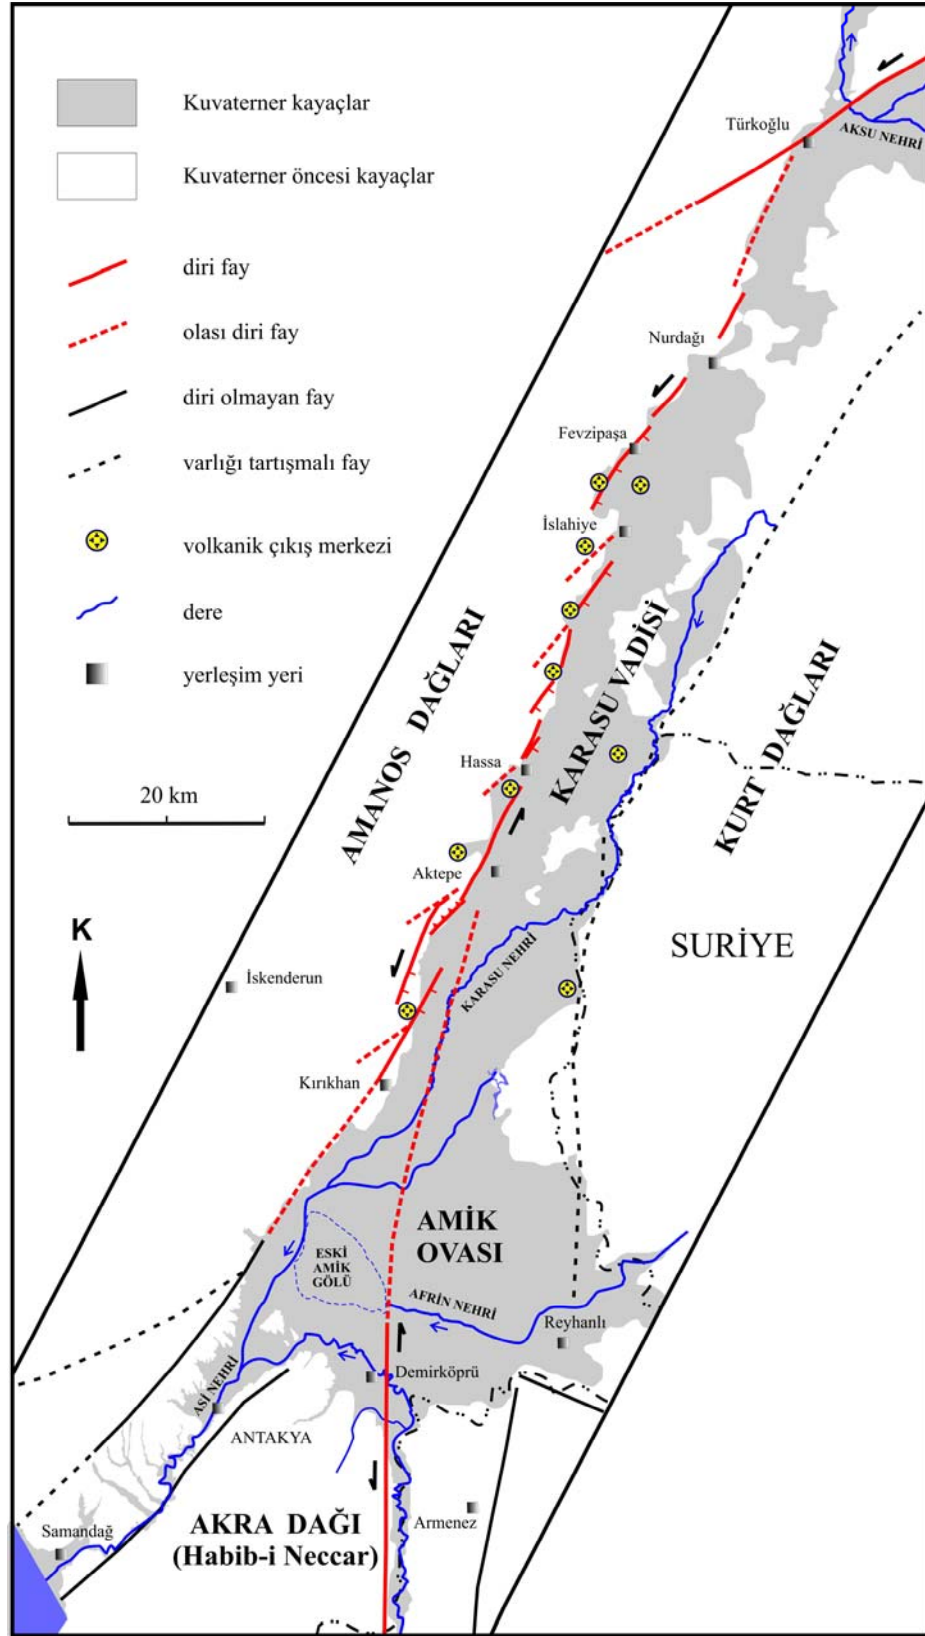 Kuvaterner kayaçlar
Kuvaterner öncesi kayaçlar
diri fay
olası diri fay
diri olmayan fay
varlığı tartışmalı fay
volkanik çıkış merkezi
dere
yerleşim yeri
20 km
K
Türkoğlu
AKSU NEHRİ
Nurdağı
Fevzipaşa
İslahiye
AMANOS DAĞLARI
KARASU VADİSİ
KURT DAĞLARI
Hassa
Aktepe
SURİYE
KARASU NEHRİ
İskenderun
Kırıkhan
AMİK
OVASI
ESKİ
AMİK
GÖLÜ
AFRİN NEHRİ
Reyhanlı
Demirköprü
ASİ NEHRİ
ANTAKYA
AKRA DAĞI
(Habib-i Neccar)
Armenez
Samandağ